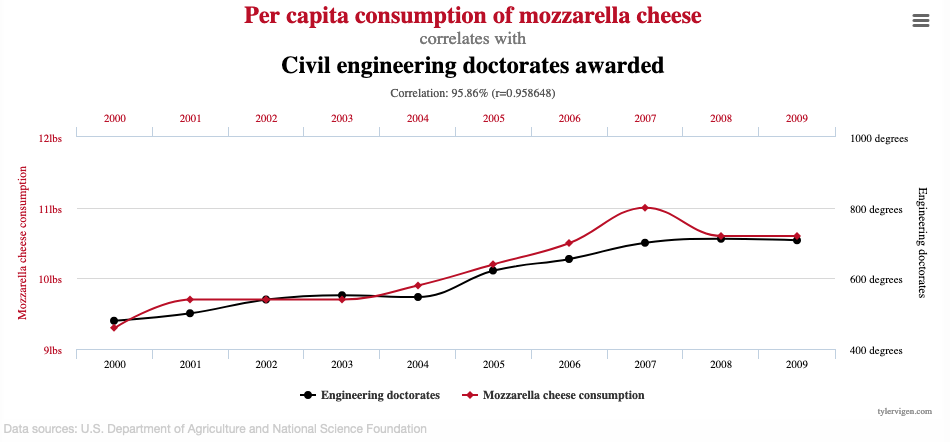 Per capita consumption of mozzarella cheese
correlates with
Civil engineering doctorates awarded
Correlation: 95.86% (r=0.958648)
2000 2001 2002 2003 2004 2005 2006 2007 2008 2009
12lbs
11lbs
10lbs
9lbs
Mozzarella cheese consumption
1000 degrees
800 degrees
600 degrees
400 degrees
Engineering doctorates
2000 2001 2002 2003 2004 2005 2006 2007 2008 2009
Engineering doctorates Mozzarella cheese consumption
tylervigen.com
Data sources: U.S. Department of Agriculture and National Science Foundation